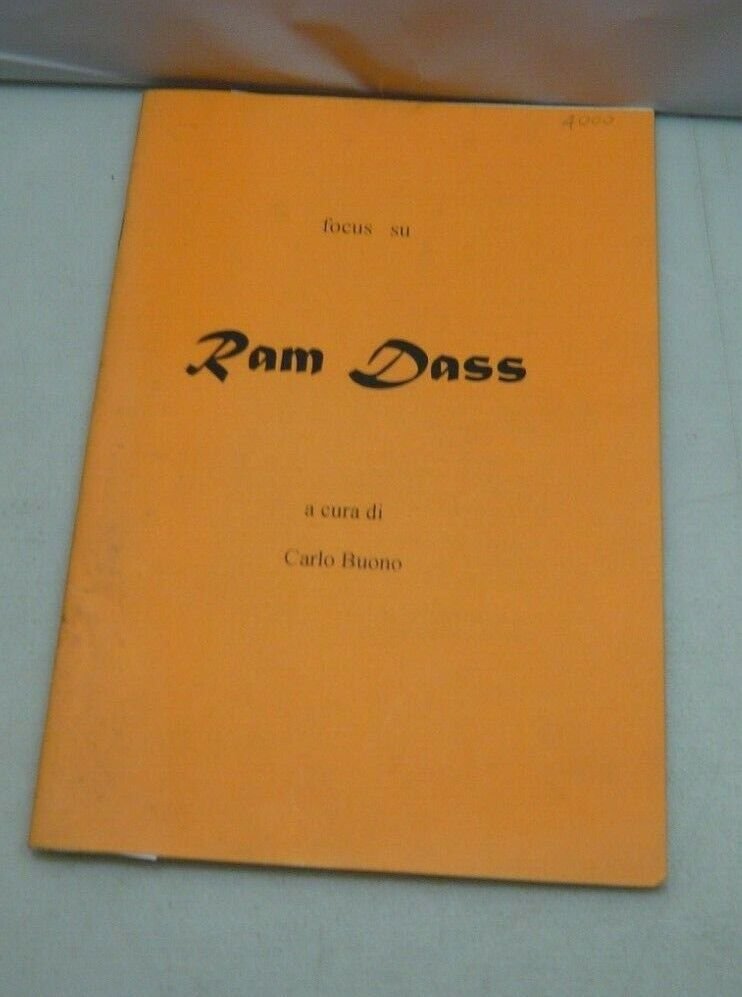 4000
focus su
Ram Dass
a cura di
Carlo Buono